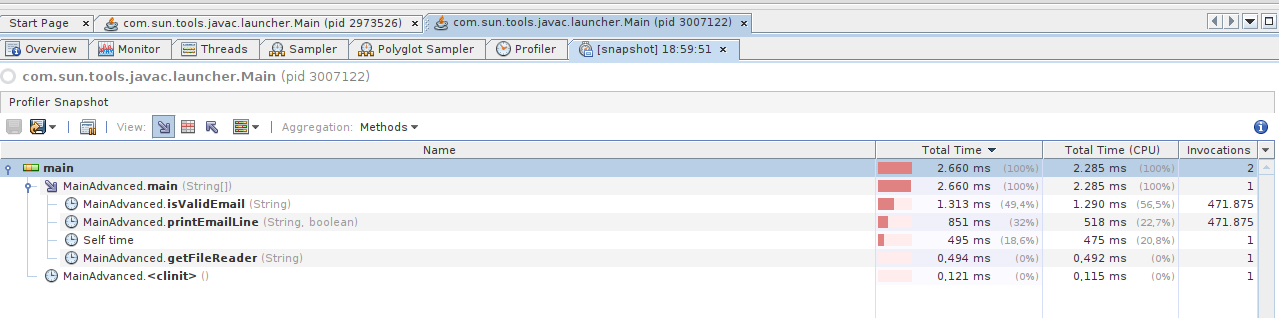 Start Page com.sun.tools.javac.launcher.Main (pid 2973526) com.sun.tools.javac.launcher.Main (pid 3007122)
Overview Monitor Threads Sampler Polyglot Sampler Profiler [snapshot] 18:59:51
com.sun.tools.javac.launcher.Main (pid 3007122)
Profiler Snapshot
View: Aggregation: Methods
Name Total Time Total Time (CPU) Invocations
main 2.660 ms (100%) 2.285 ms (100%) 2
MainAdvanced.main (String[]) 2.660 ms (100%) 2.285 ms (100%) 1
MainAdvanced.isValidEmail (String) 1.313 ms (49,4%) 1.290 ms (56,5%) 471.875
MainAdvanced.printEmailLine (String, boolean) 851 ms (32%) 518 ms (22,7%) 471.875
Self time 495 ms (18,6%) 475 ms (20,8%) 1
MainAdvanced.getFileReader (String) 0,494 ms (0%) 0,492 ms (0%) 1
MainAdvanced.<clinit> () 0,121 ms (0%) 0,115 ms (0%) 1